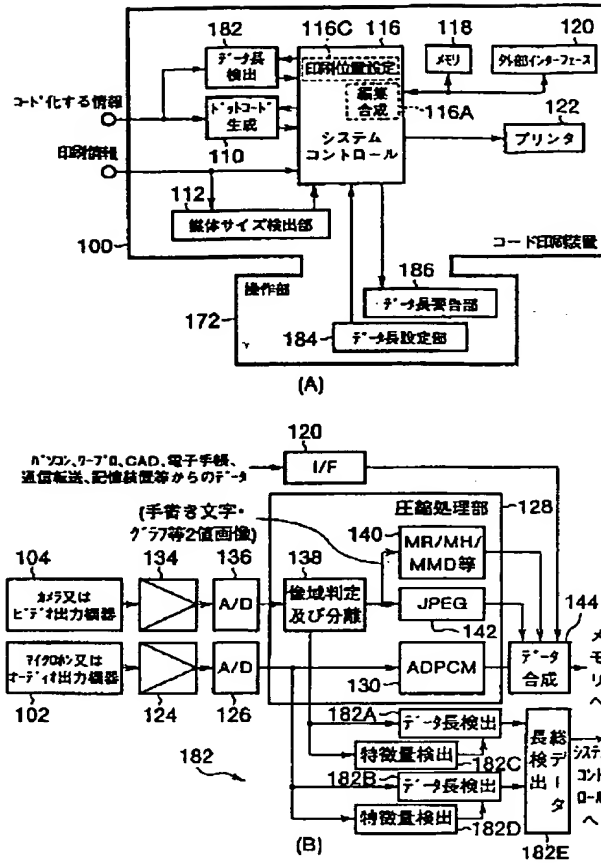 182
116C
116
118
120
データ長
検出
印刷位置設定
メモリ
外部インターフェース
編集
合成
コード化する情報
ドットコード
生成
116A
122
印刷情報
110
システム
コントロール
プリンタ
112
媒体サイズ検出部
100
コード印刷装置
操作部
186
データ長警告部
172
184
データ長設定部
(A)
120
パソコン、ワープロ、CAD、電子手帳、
通信転送、記憶装置等からのデータ
I/F
圧縮処理部
128
(手書き文字・
グラフ等2値画像)
140
104
134
136
138
MR/MH/
MMD等
カメラ又は
ビデオ出力機器
A/D
像域判定
及び分離
JPEG
144
142
マイクロホン又は
オーディオ出力機器
A/D
ADPCM
データ
合成
メモリへ
102
124
126
130
182A
データ長検出
182
特徴量検出
182C
182B
データ長検出
総データ
長検出
システムコントロールへ
特徴量検出
182D
182E
(B)